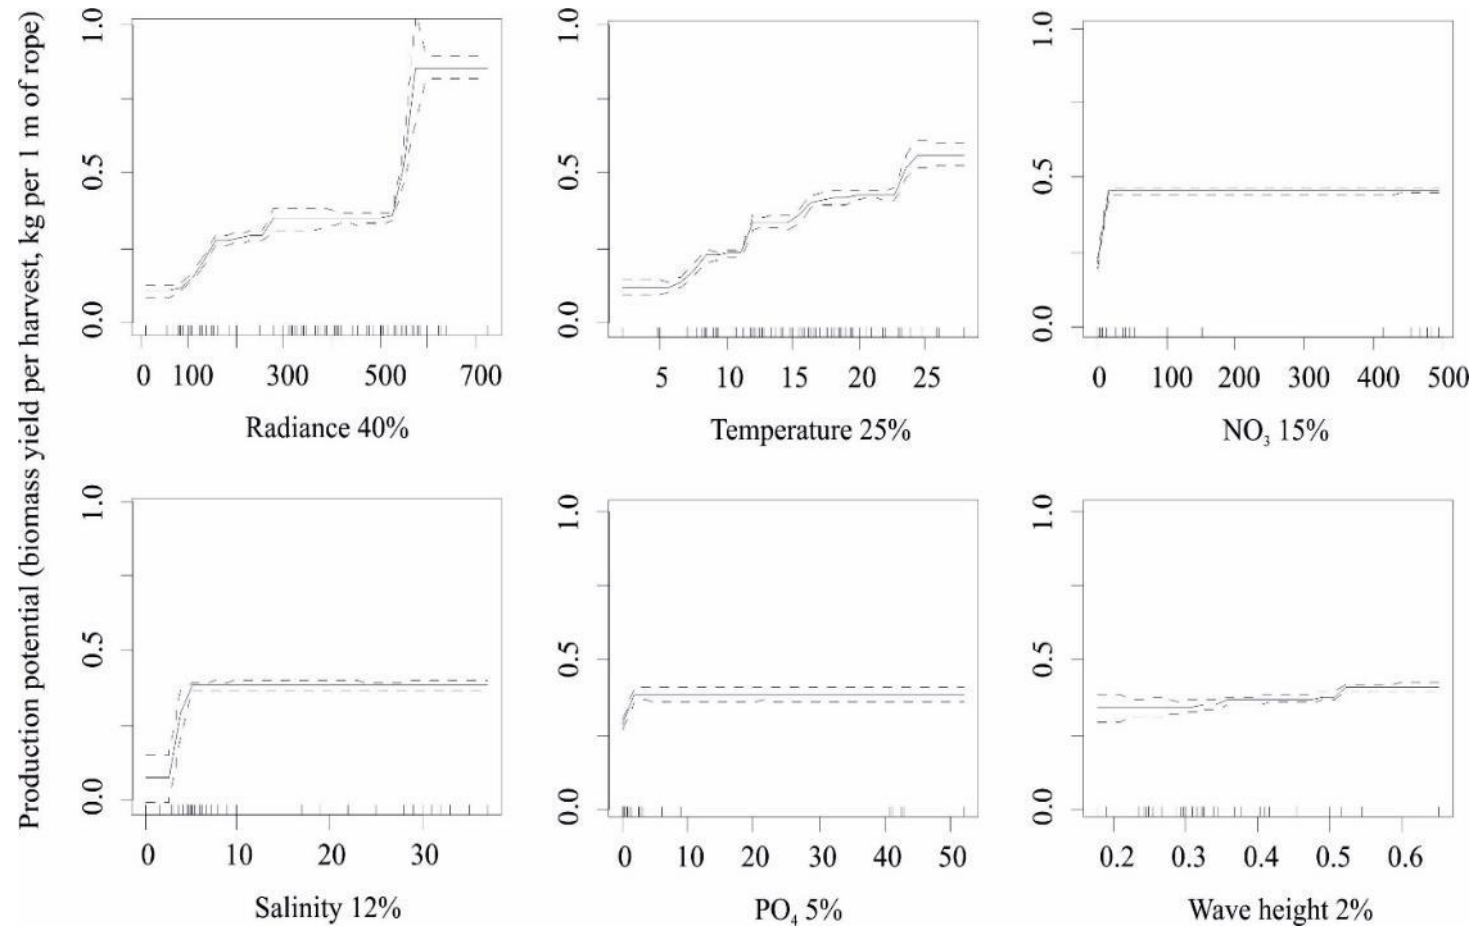 Production potential (biomass yield per harvest, kg per 1 m of rope)
1.0
0.5
0.0
0 100 300 500 700
Radiance 40%
1.0
0.5
0.0
5 10 15 20 25
Temperature 25%
1.0
0.5
0.0
0 100 200 300 400 500
NO₃ 15%
1.0
0.5
0.0
0 10 20 30
Salinity 12%
1.0
0.5
0.0
0 10 20 30 40 50
PO₄ 5%
1.0
0.5
0.0
0.2 0.3 0.4 0.5 0.6
Wave height 2%